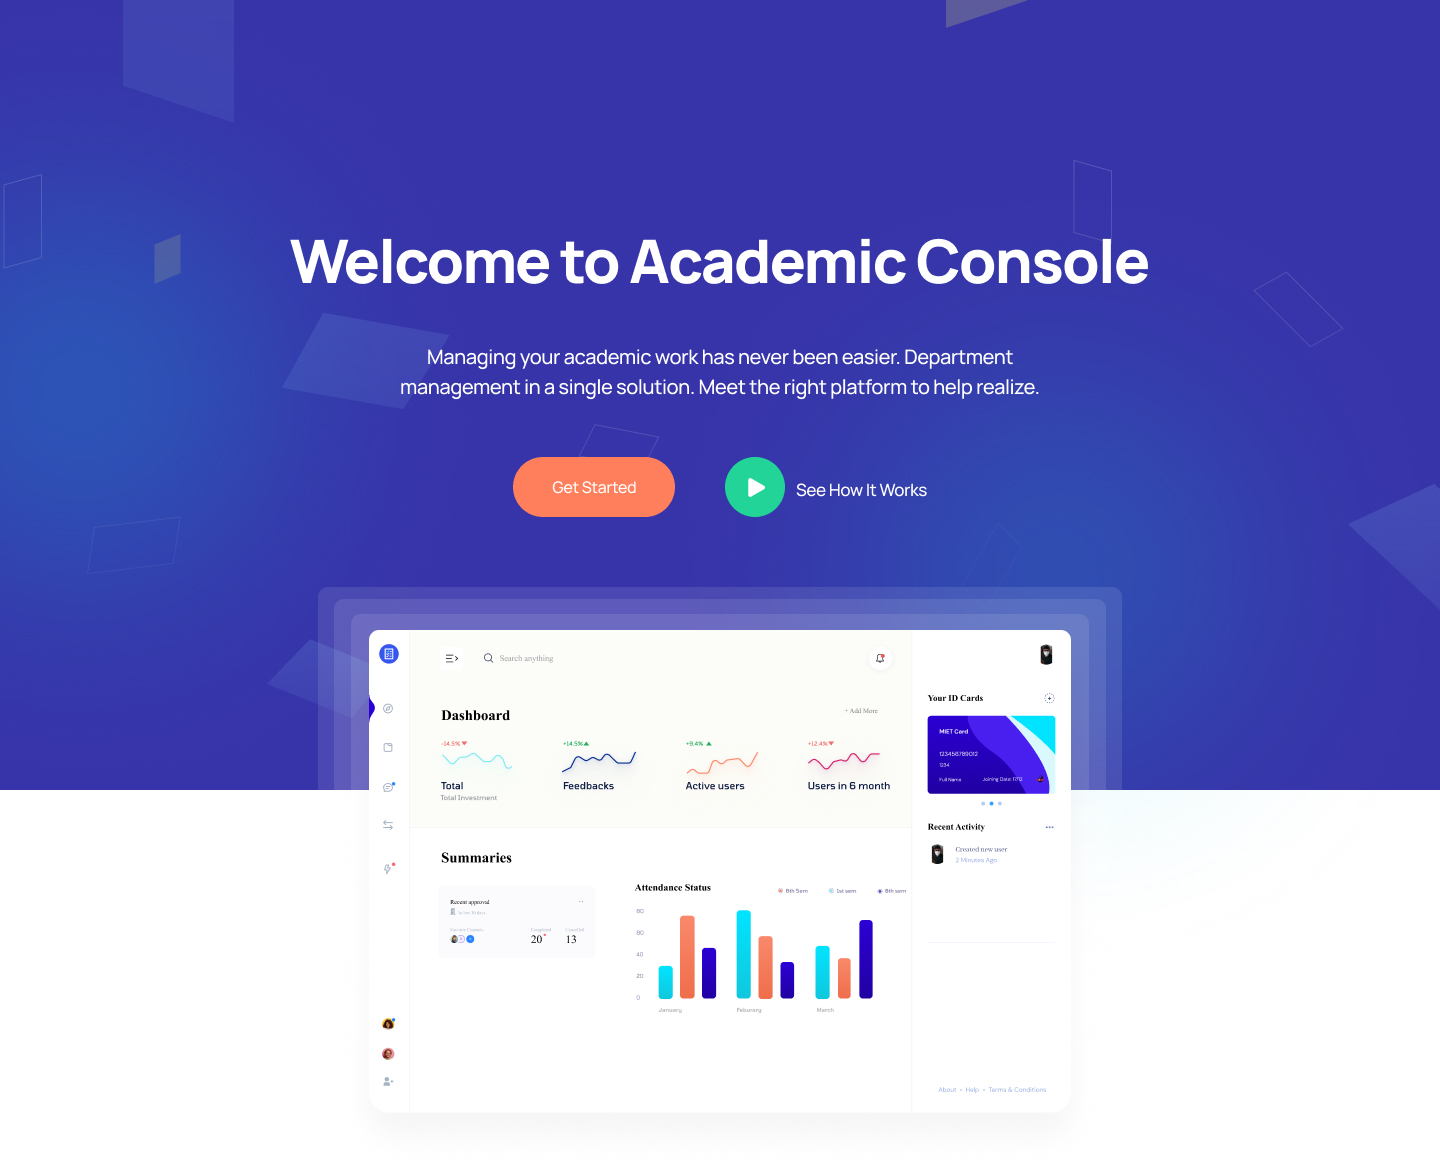 Welcome to Academic Console
Managing your academic work has never been easier. Department
management in a single solution. Meet the right platform to help realize.
Get Started
See How It Works
Search anything
Dashboard
+ Add More
-14.5%
+14.5%
+9.4%
+12.4%
Total
Feedbacks
Active users
Users in 6 month
Total Investment
Summaries
Recent approval
20
13
Attendance Status
8th Sem
1st sem
6th sem
80
80
40
20
0
January,
Feburary
March
Your ID Cards
MIET Card
123456789012
1234
Full Name
Joining Date: 17/12
Recent Activity
Created new user
2 Minutes Ago
About • Help • Terms & Conditions